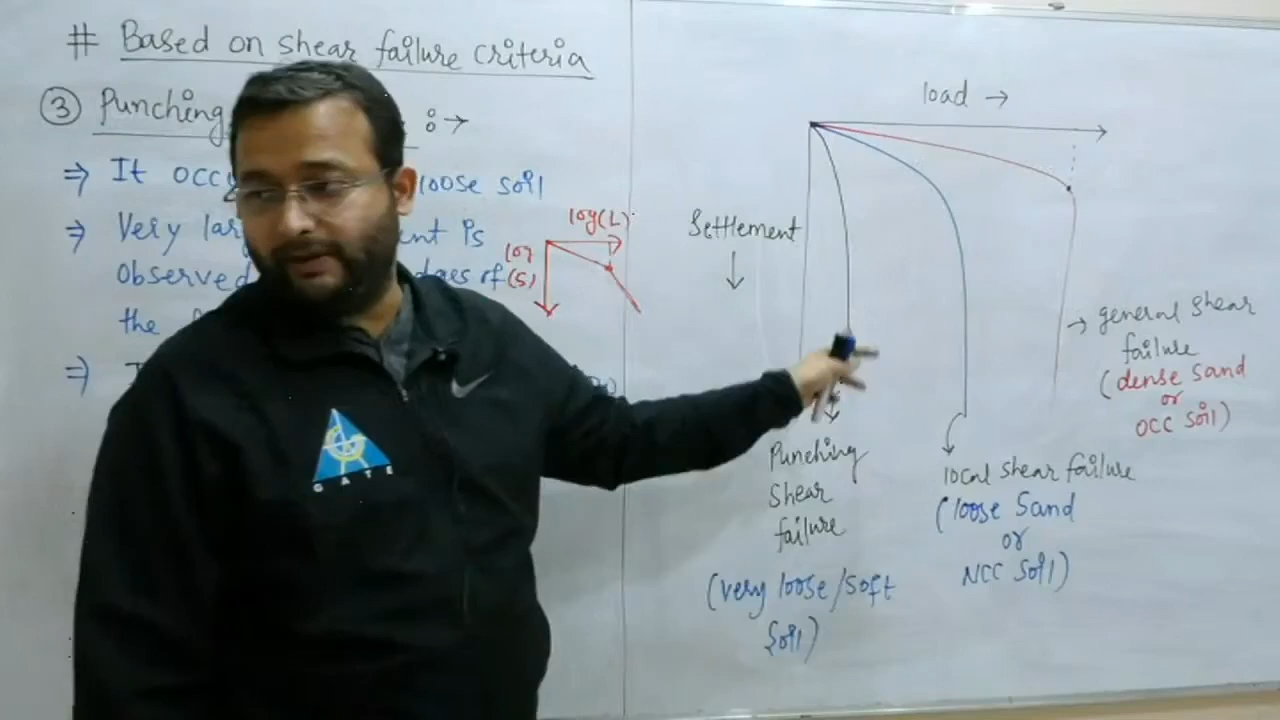 # Based on shear failure criteria
③ Punching :→
⇒ It occ loose soil
⇒ Very lar nt is
Observed edges of
the
⇒
log(L)
log
(S)
load →
Settlement
↓
Punching
Shear
failure
(very loose/soft
Soil)
local shear failure
(loose Sand
or
NCC Soil)
→ general shear
failure
(dense Sand
or
OCC Soil)
GATE